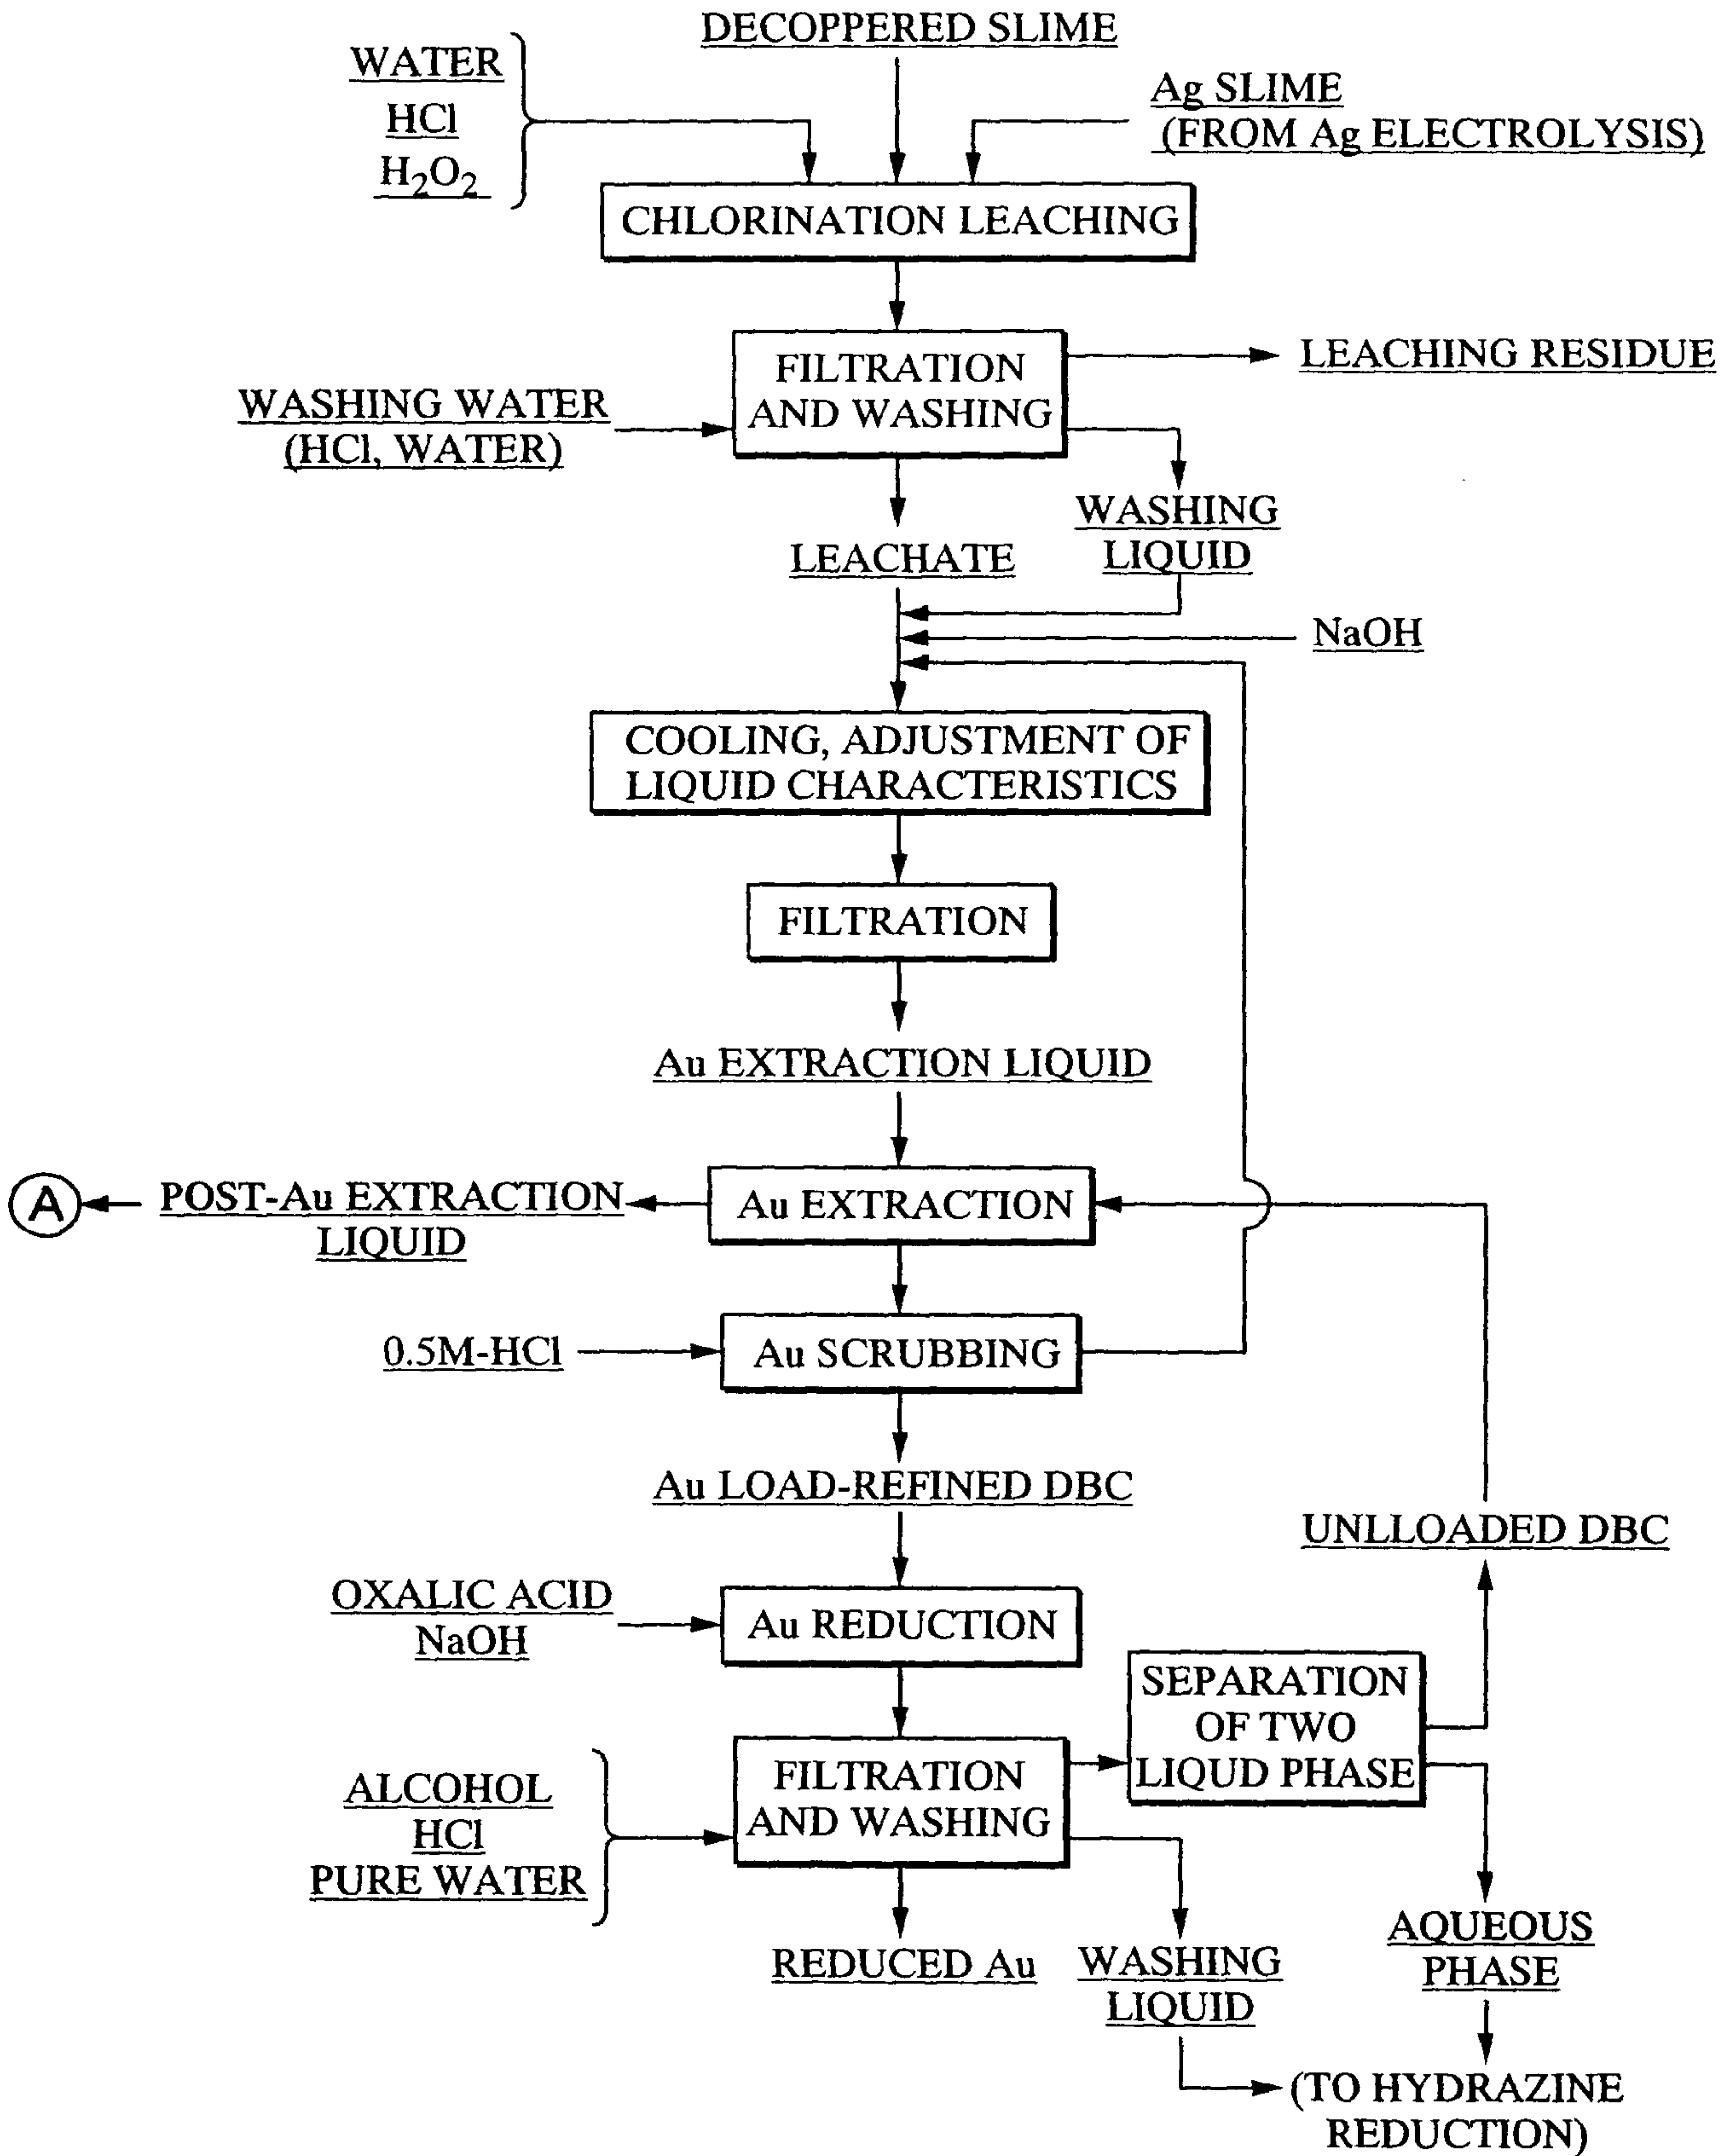 DECOPPERED SLIME
WATER
HCl
H2O2
Ag SLIME
(FROM Ag ELECTROLYSIS)
CHLORINATION LEACHING
FILTRATION
AND WASHING
LEACHING RESIDUE
WASHING WATER
(HCl, WATER)
LEACHATE
WASHING
LIQUID
NaOH
COOLING, ADJUSTMENT OF
LIQUID CHARACTERISTICS
FILTRATION
Au EXTRACTION LIQUID
A
POST-Au EXTRACTION
LIQUID
Au EXTRACTION
0.5M-HCl
Au SCRUBBING
Au LOAD-REFINED DBC
UNLLOADED DBC
OXALIC ACID
NaOH
Au REDUCTION
SEPARATION
OF TWO
LIQUD PHASE
ALCOHOL
HCl
PURE WATER
FILTRATION
AND WASHING
REDUCED Au
WASHING
LIQUID
AQUEOUS
PHASE
(TO HYDRAZINE
REDUCTION)